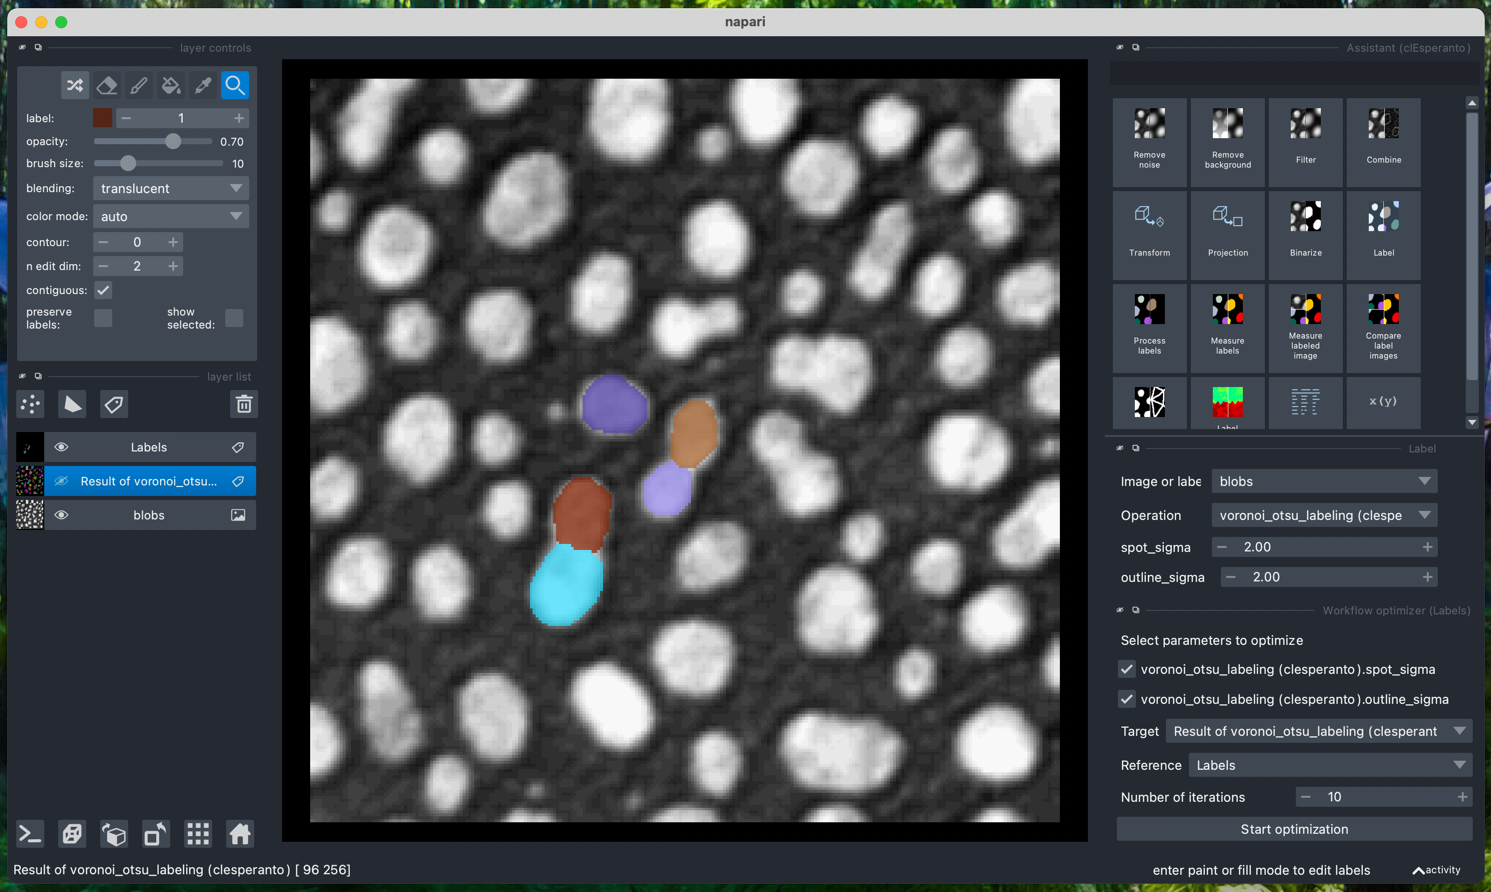 napari
layer controls
label:
1
opacity:
0.70
brush size:
10
blending:
translucent
color mode:
auto
contour:
0
n edit dim:
2
contiguous:
preserve
labels:
show
selected:
layer list
Labels
Result of voronoi_otsu...
blobs
Result of voronoi_otsu_labeling (clesperanto) [ 96 256]
Assistant (clEsperanto)
Remove
noise
Remove
background
Filter
Combine
Transform
Projection
Binarize
Label
Process
labels
Measure
labels
Measure
labeled
image
Compare
label
images
Label
x(y)
Label
Image or labe
blobs
Operation
voronoi_otsu_labeling (clespe
spot_sigma
2.00
outline_sigma
2.00
Workflow optimizer (Labels)
Select parameters to optimize
voronoi_otsu_labeling (clesperanto).spot_sigma
voronoi_otsu_labeling (clesperanto).outline_sigma
Target
Result of voronoi_otsu_labeling (clesperant
Reference
Labels
Number of iterations
10
Start optimization
enter paint or fill mode to edit labels
activity